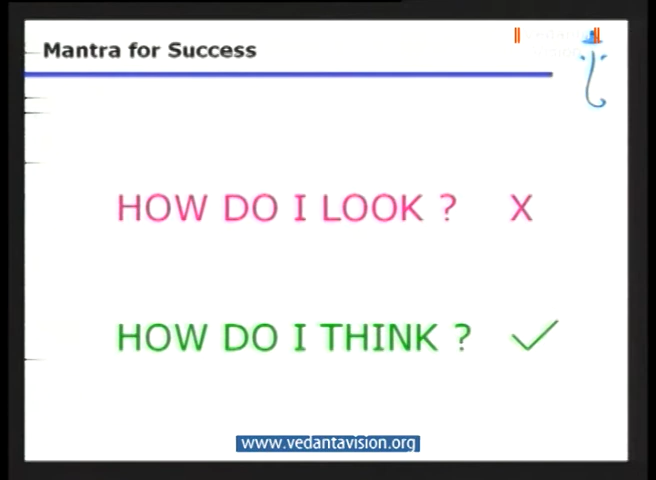 Mantra for Success
HOW DO I LOOK ? X
HOW DO I THINK ? ✓
www.vedantavision.org